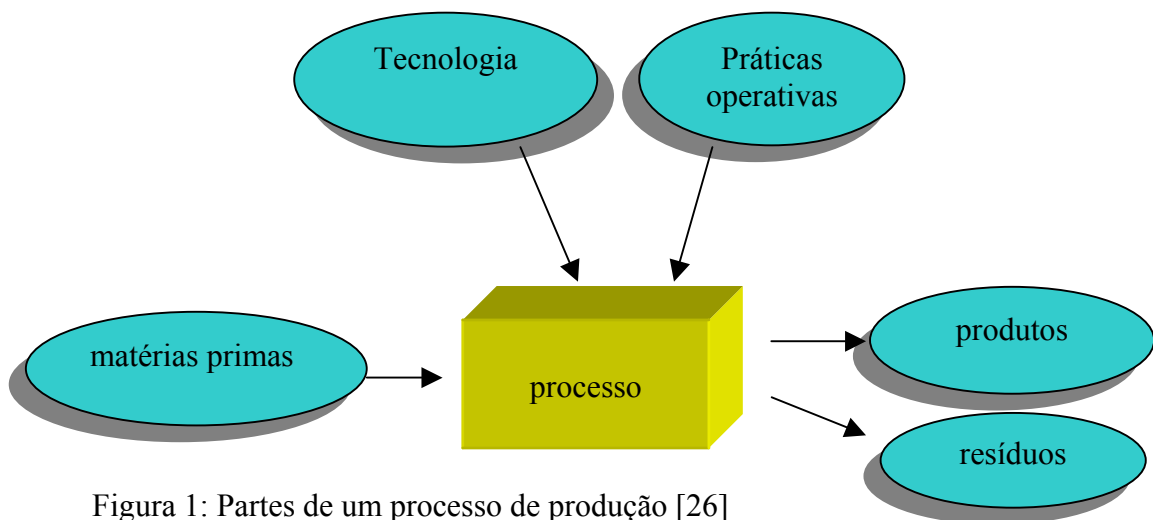 Tecnologia
Práticas
operativas
matérias primas
processo
produtos
resíduos
Figura 1: Partes de um processo de produção [26]